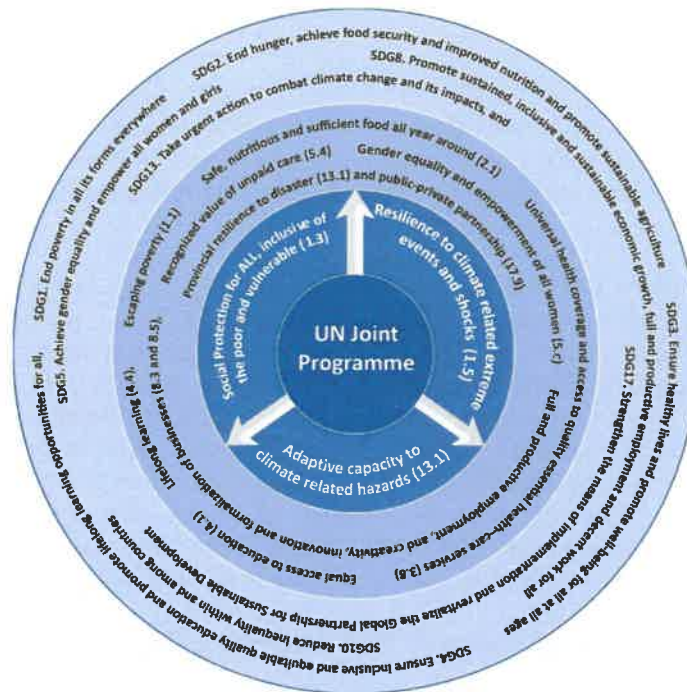 SDG1. End poverty in all its forms everywhere
SDG2. End hunger, achieve food security and improved nutrition and promote sustainable agriculture
SDG3. Ensure healthy lives and promote well-being for all at all ages
SDG4. Ensure inclusive and equitable quality education and promote lifelong learning opportunities for all,
SDG5. Achieve gender equality and empower all women and girls
SDG13. Take urgent action to combat climate change and its impacts, and
SDG8. Promote sustained, inclusive and sustainable economic growth, full and productive employment and decent work for all
SDG17. Strengthen the means of implementation and revitalize the Global Partnership for Sustainable Development
SDG10. Reduce inequality within and among countries
Escaping poverty (1.1)
Safe, nutritious and sufficient food all year around (2.1)
Universal health coverage and access to quality essential health-care services (3.8)
Equal access to education (4.1)
Lifelong learning (4.4),
Recognized value of unpaid care (5.4)
Gender equality and empowerments of all women (5.c)
Full and productive employment, and creativity, innovation and formalization of businesses (8.3 and 8.5),
Provincial resilience to disaster (13.1) and public-private partnership (17.9)
Social Protection for ALL, inclusive of
the poor and vulnerable (1.3)
Resilience to climate related extreme
events and shocks (1.5)
Adaptive capacity to
climate related hazards (13.1)
UN Joint
Programme